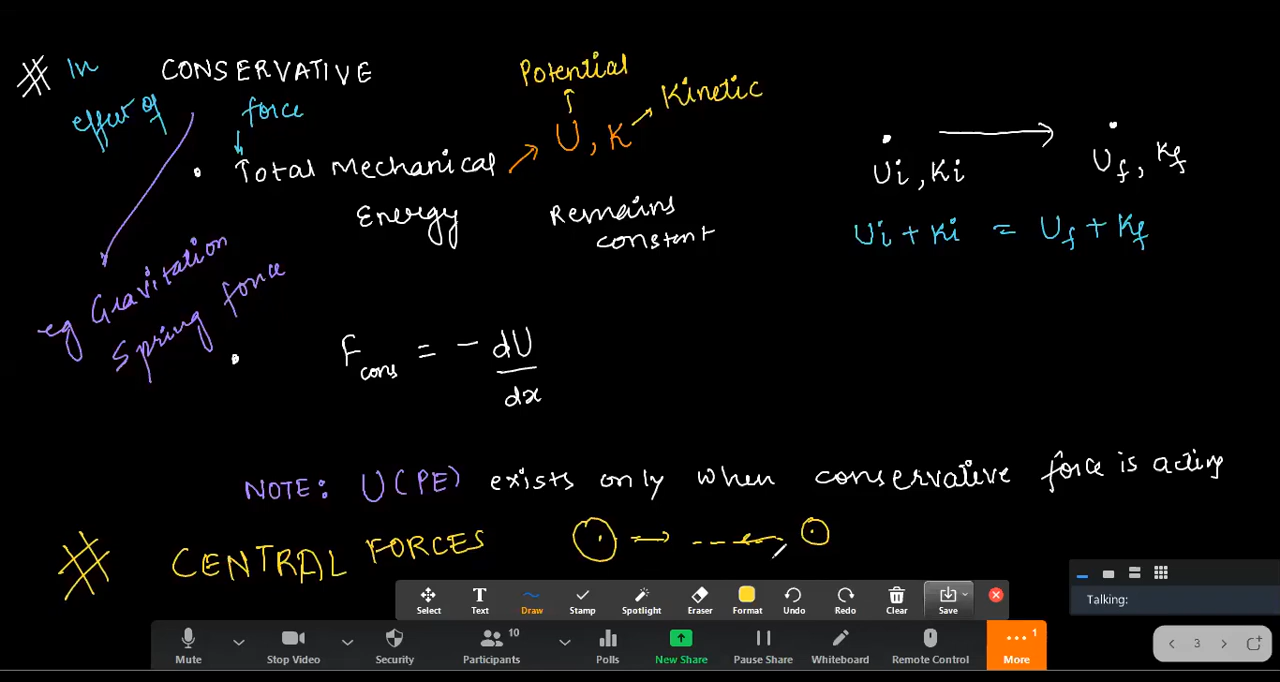 # In effect of CONSERVATIVE force
Potential
Kinetic
U, K
• Total Mechanical Energy Remains constant
Ui, Ki → Uf, Kf
Ui + Ki = Uf + Kf
eg Gravitation
Spring force
• Fcons = - dU/dx
NOTE: U(PE) exists only when conservative force is acting
# CENTRAL FORCES
Talking:
Select Text Draw Stamp Spotlight Eraser Format Undo Redo Clear Save
10
1
3
Mute Stop Video Security Participants Polls New Share Pause Share Whiteboard Remote Control More